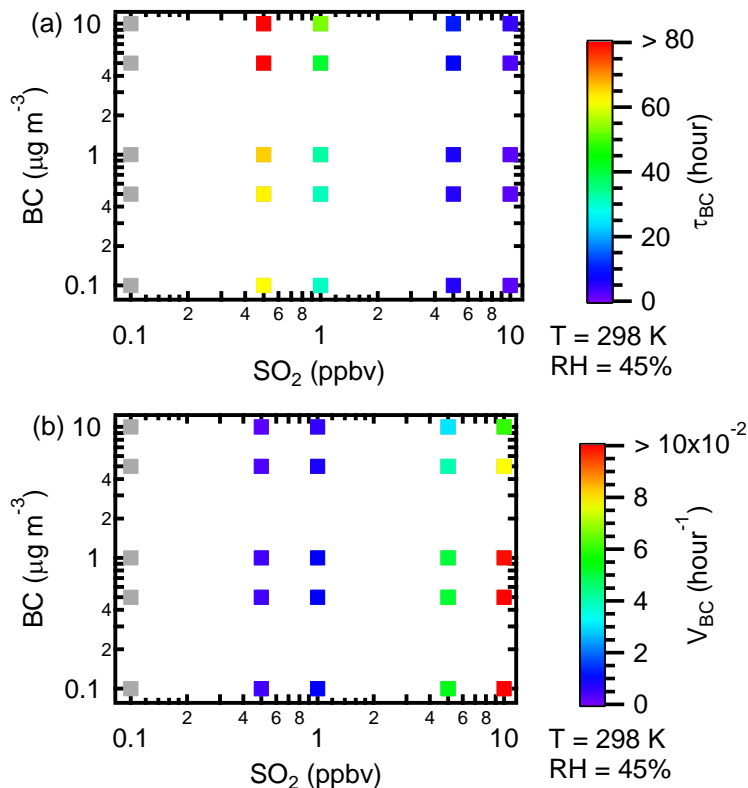 (a)
10
4
2
1
4
2
0.1
BC (μg m⁻³)
2 4 6 8 2 4 6 8
0.1 1 10
SO₂ (ppbv)
> 80
60
40
20
0
τBC (hour)
T = 298 K
RH = 45%
(b)
10
4
2
1
4
2
0.1
BC (μg m⁻³)
2 4 6 8 2 4 6 8
0.1 1 10
SO₂ (ppbv)
> 10x10⁻²
8
6
4
2
0
VBC (hour⁻¹)
T = 298 K
RH = 45%